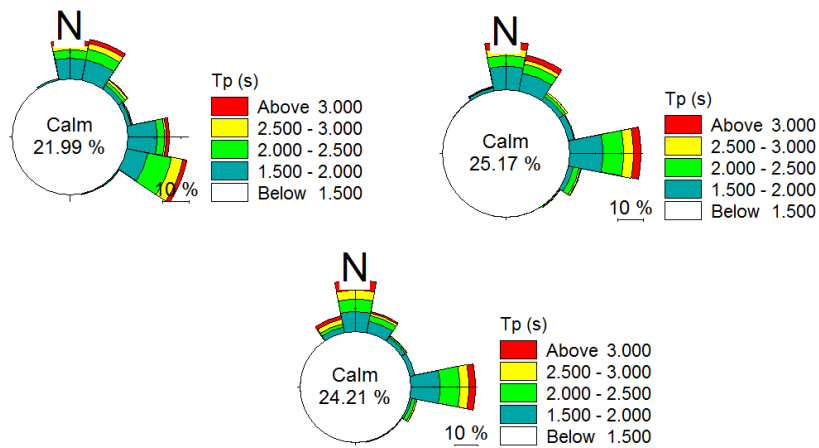 N
Calm
21.99 %
10 %
Tp (s)
Above 3.000
2.500 - 3.000
2.000 - 2.500
1.500 - 2.000
Below 1.500
N
Calm
25.17 %
10 %
Tp (s)
Above 3.000
2.500 - 3.000
2.000 - 2.500
1.500 - 2.000
Below 1.500
N
Calm
24.21 %
10 %
Tp (s)
Above 3.000
2.500 - 3.000
2.000 - 2.500
1.500 - 2.000
Below 1.500